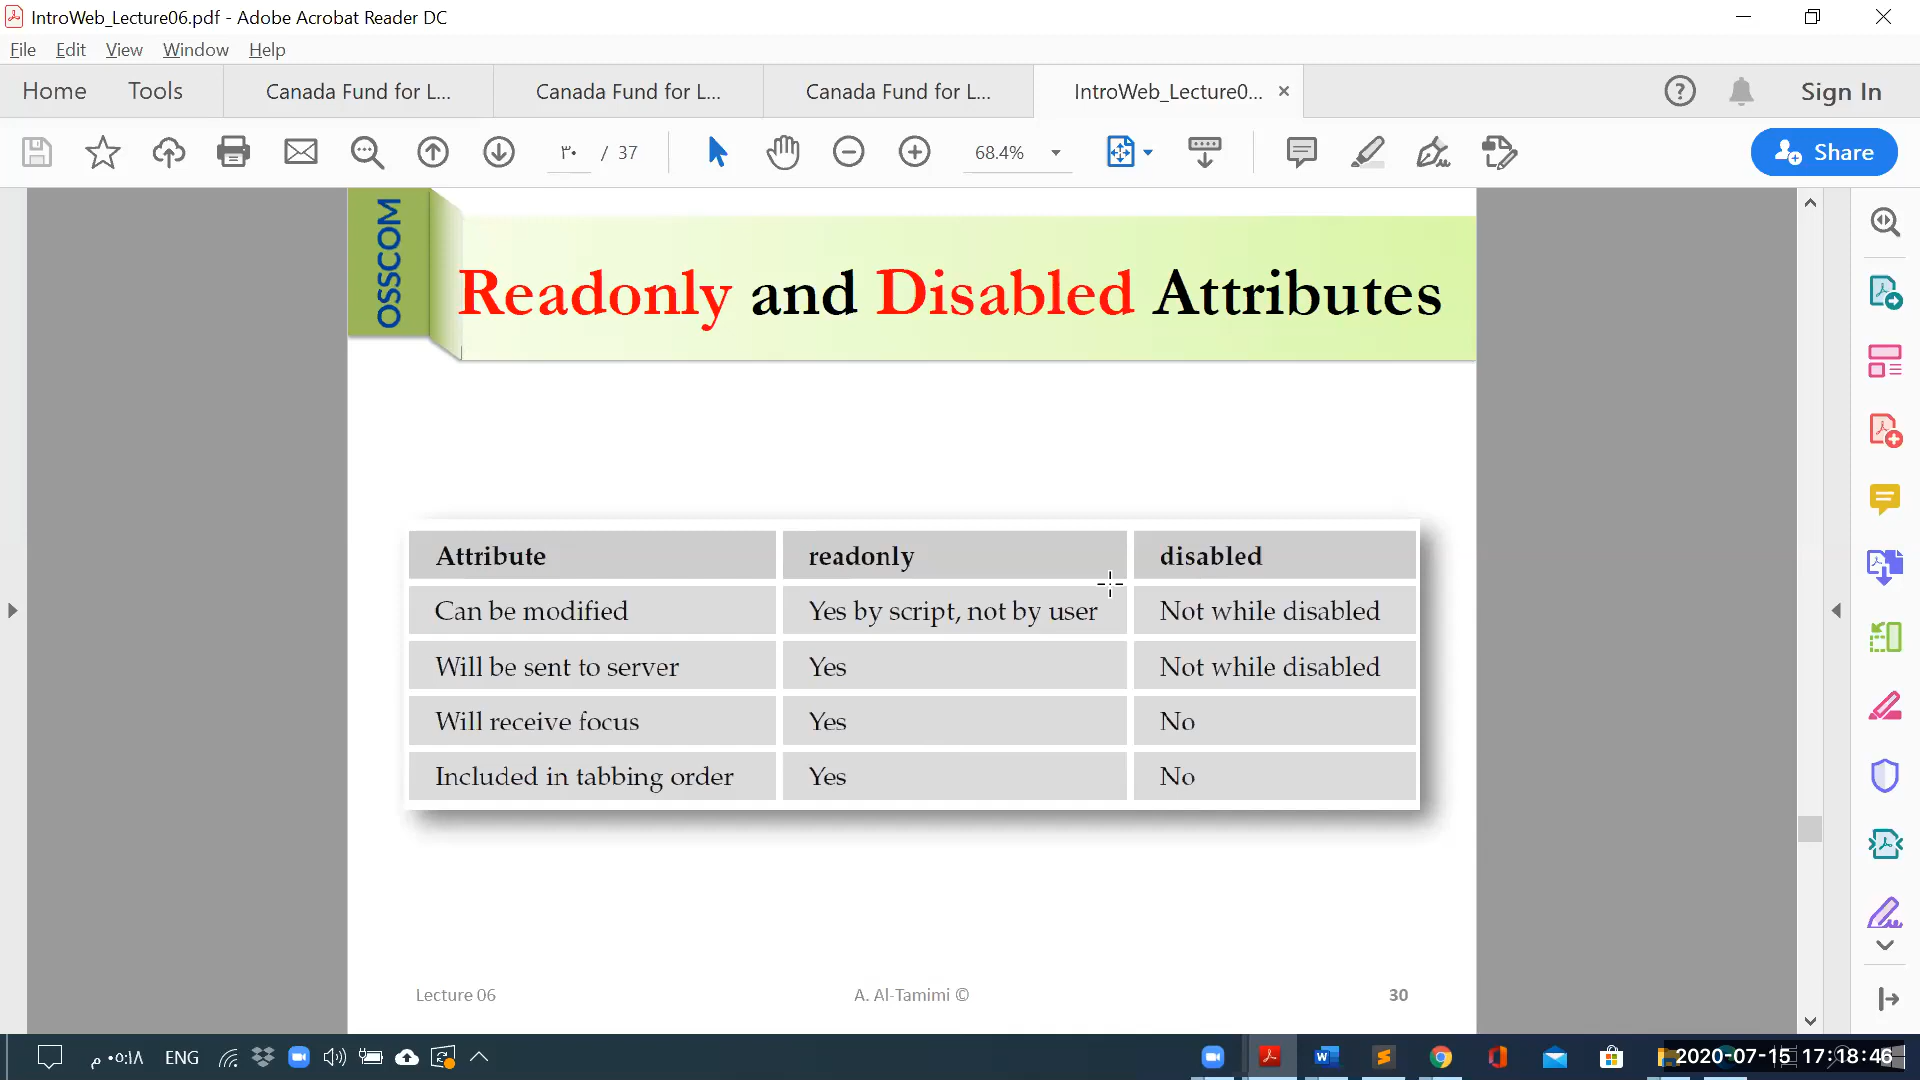 IntroWeb_Lecture06.pdf - Adobe Acrobat Reader DC
File Edit View Window Help
Home Tools Canada Fund for L... Canada Fund for L... Canada Fund for L... IntroWeb_Lecture0... × Sign In
٣٠ / 37 68.4% Share
OSSCOM
Readonly and Disabled Attributes
Attribute readonly disabled
Can be modified Yes by script, not by user Not while disabled
Will be sent to server Yes Not while disabled
Will receive focus Yes No
Included in tabbing order Yes No
Lecture 06 A. Al-Tamimi © 30
٠٥:١٨ م ENG 2020-07-15 17:18:46